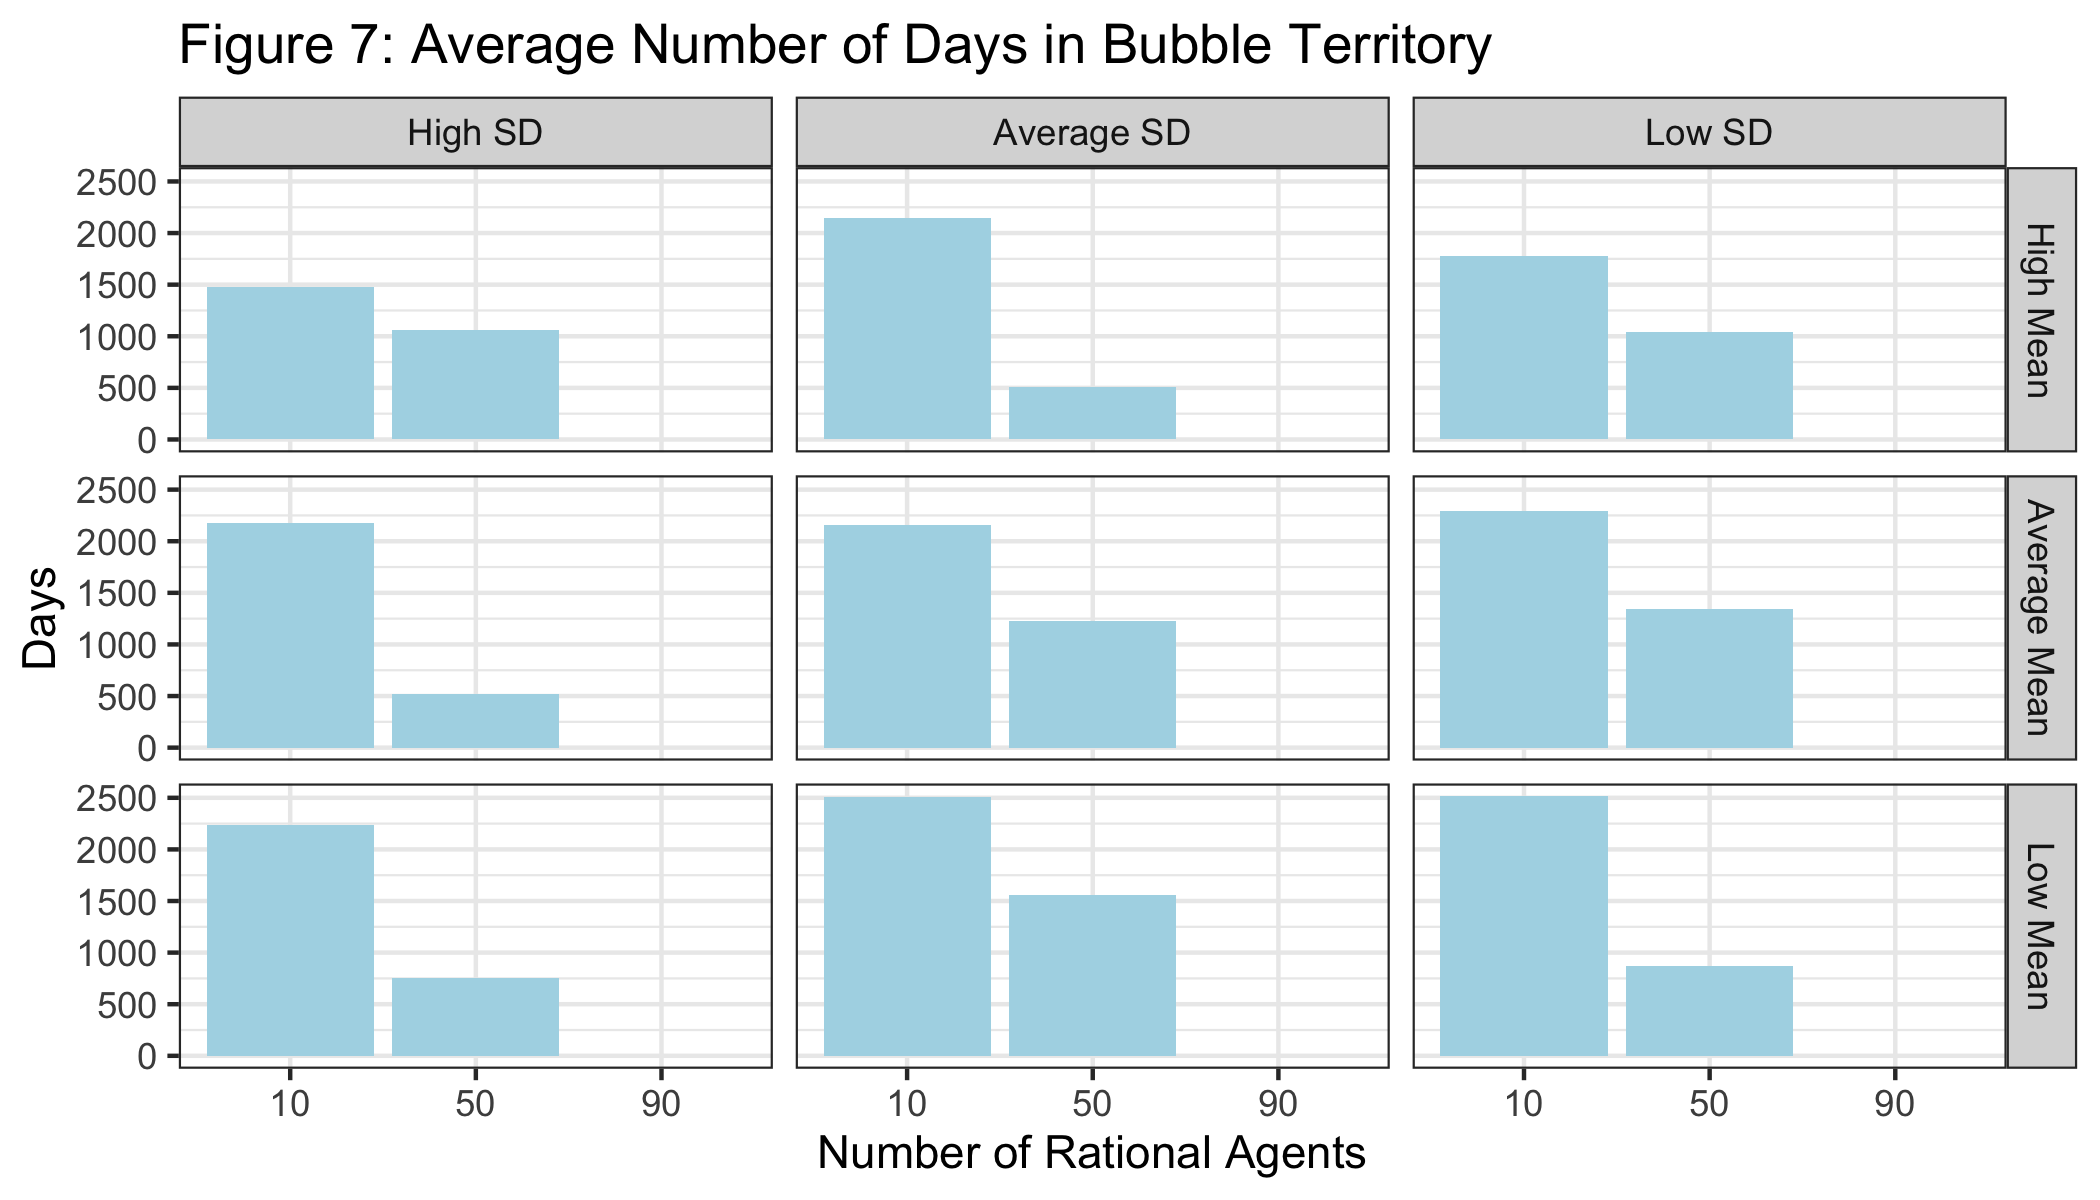 Figure 7: Average Number of Days in Bubble Territory
High SD
Average SD
Low SD
2500
2000
1500
1000
500
0
High Mean
2500
2000
1500
1000
500
0
Average Mean
2500
2000
1500
1000
500
0
Low Mean
Days
10 50 90
10 50 90
10 50 90
Number of Rational Agents